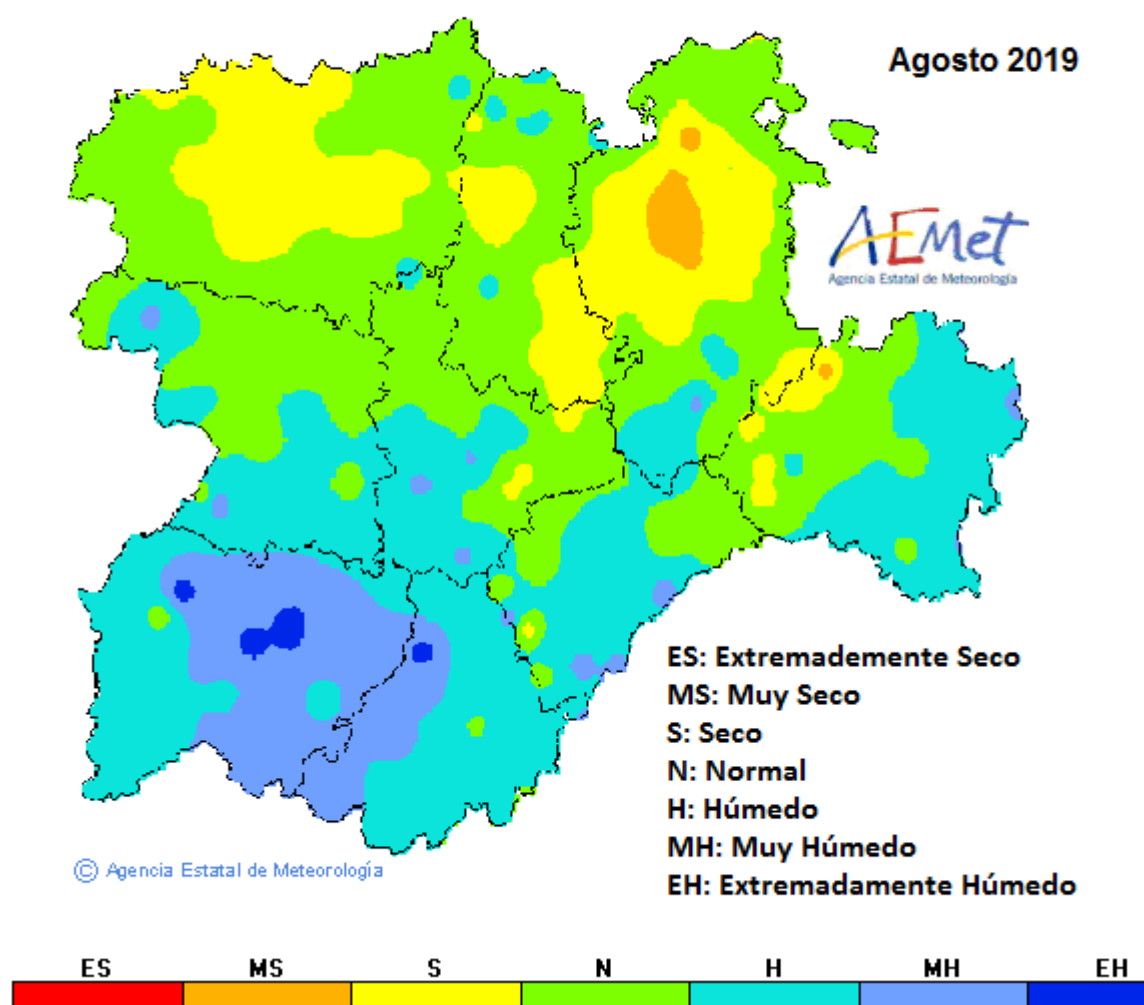 Agosto 2019
AEMet
Agencia Estatal de Meteorología
ES: Extremademente Seco
MS: Muy Seco
S: Seco
N: Normal
H: Húmedo
MH: Muy Húmedo
EH: Extremadamente Húmedo
© Agencia Estatal de Meteorología
ES MS S N H MH EH